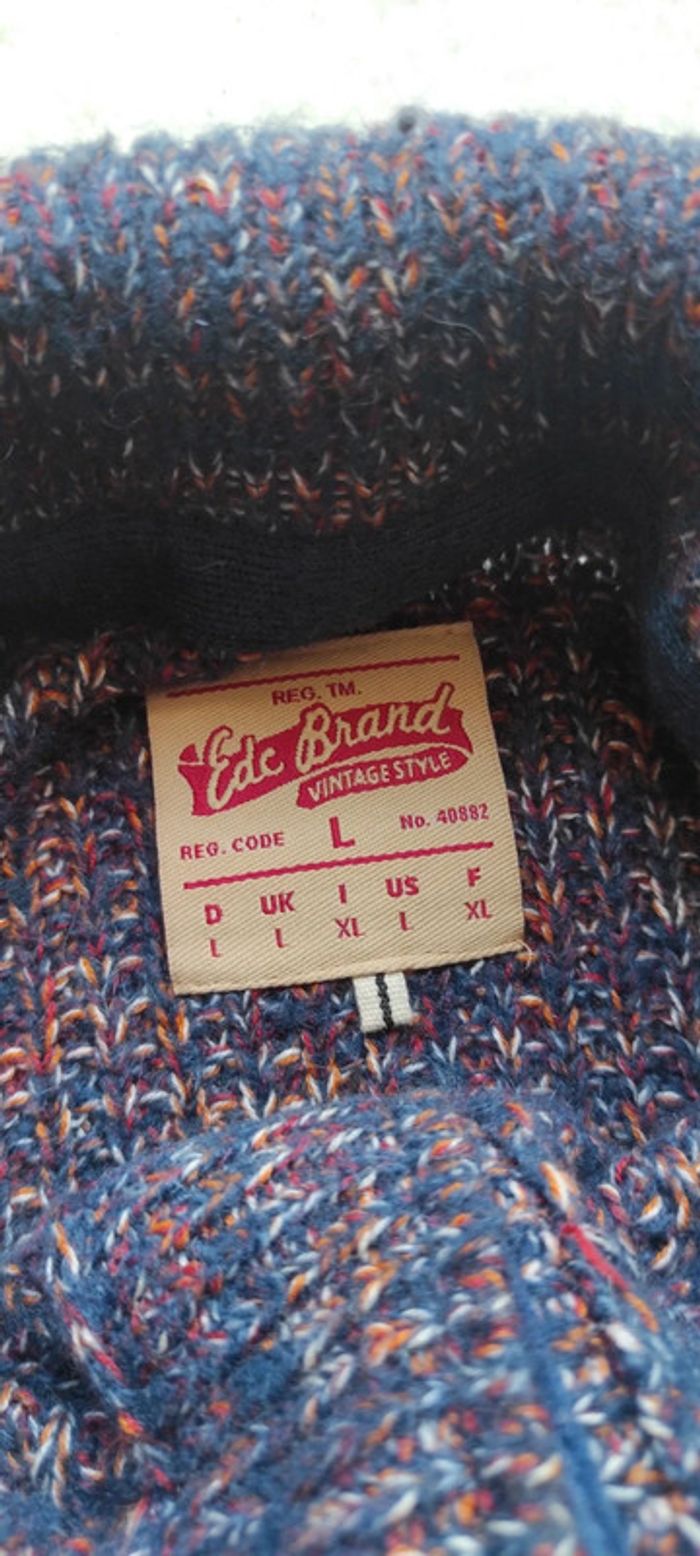 REG. TM.
Edc Brand
VINTAGE STYLE
REG. CODE L No. 40882
D UK I US F
L L XL L XL